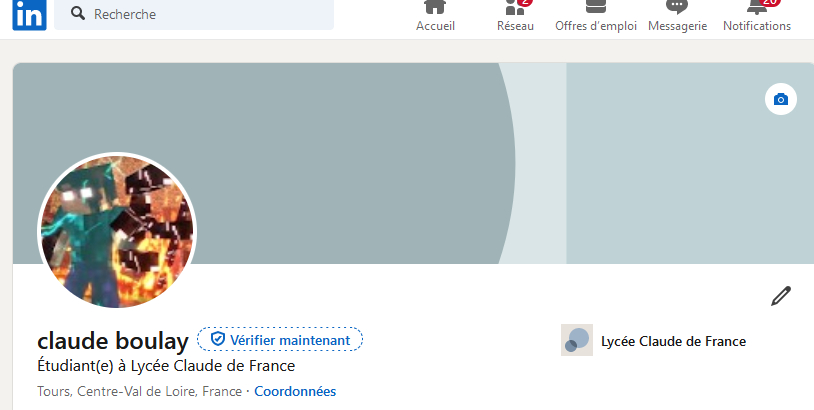 in Recherche
2
20
Accueil Réseau Offres d'emploi Messagerie Notifications
claude boulay Vérifier maintenant
Lycée Claude de France
Étudiant(e) à Lycée Claude de France
Tours, Centre-Val de Loire, France · Coordonnées